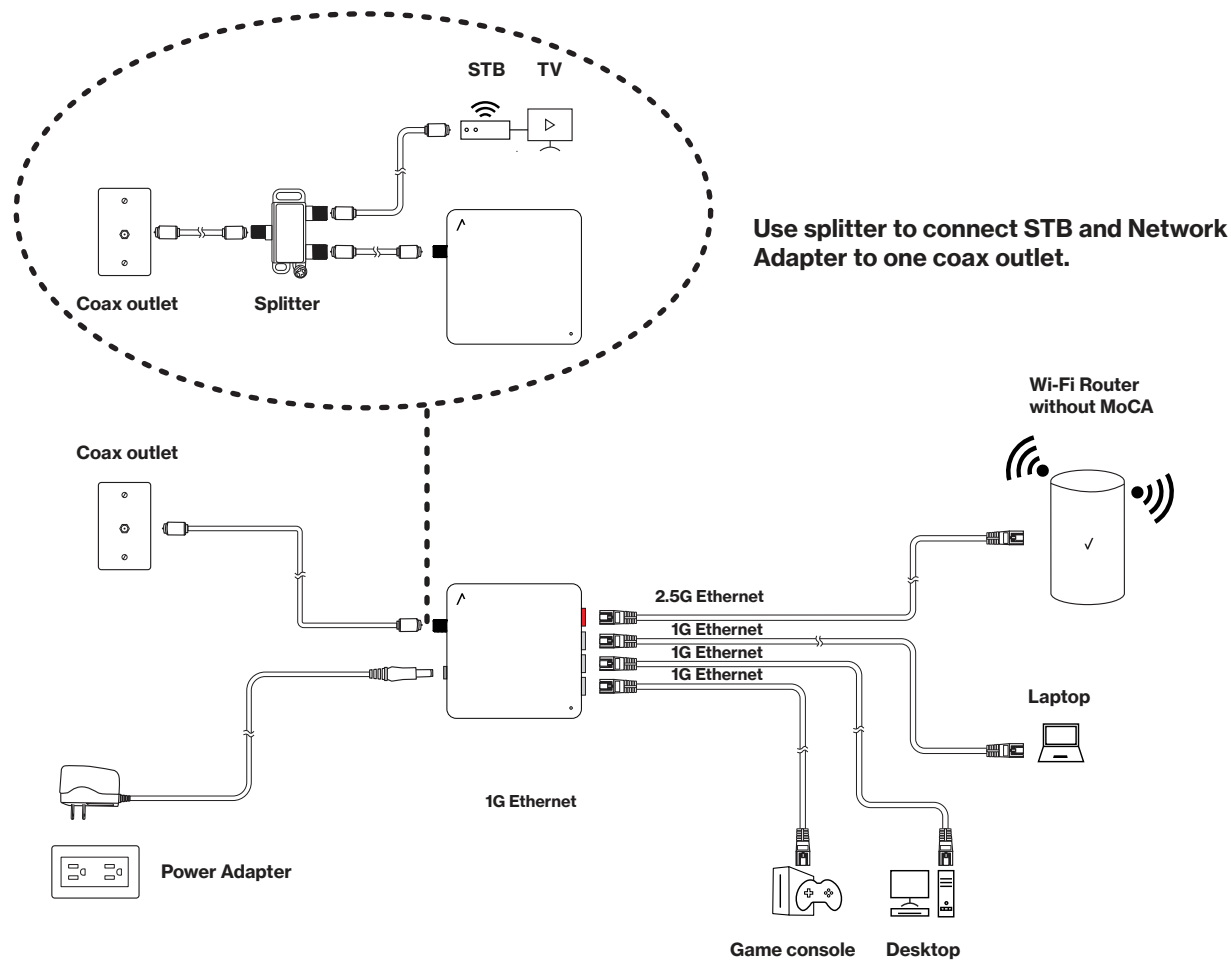 STB TV
Use splitter to connect STB and Network
Adapter to one coax outlet.
Coax outlet Splitter
Wi-Fi Router
without MoCA
Coax outlet
2.5G Ethernet
1G Ethernet
1G Ethernet
1G Ethernet
Laptop
1G Ethernet
Power Adapter
Game console Desktop